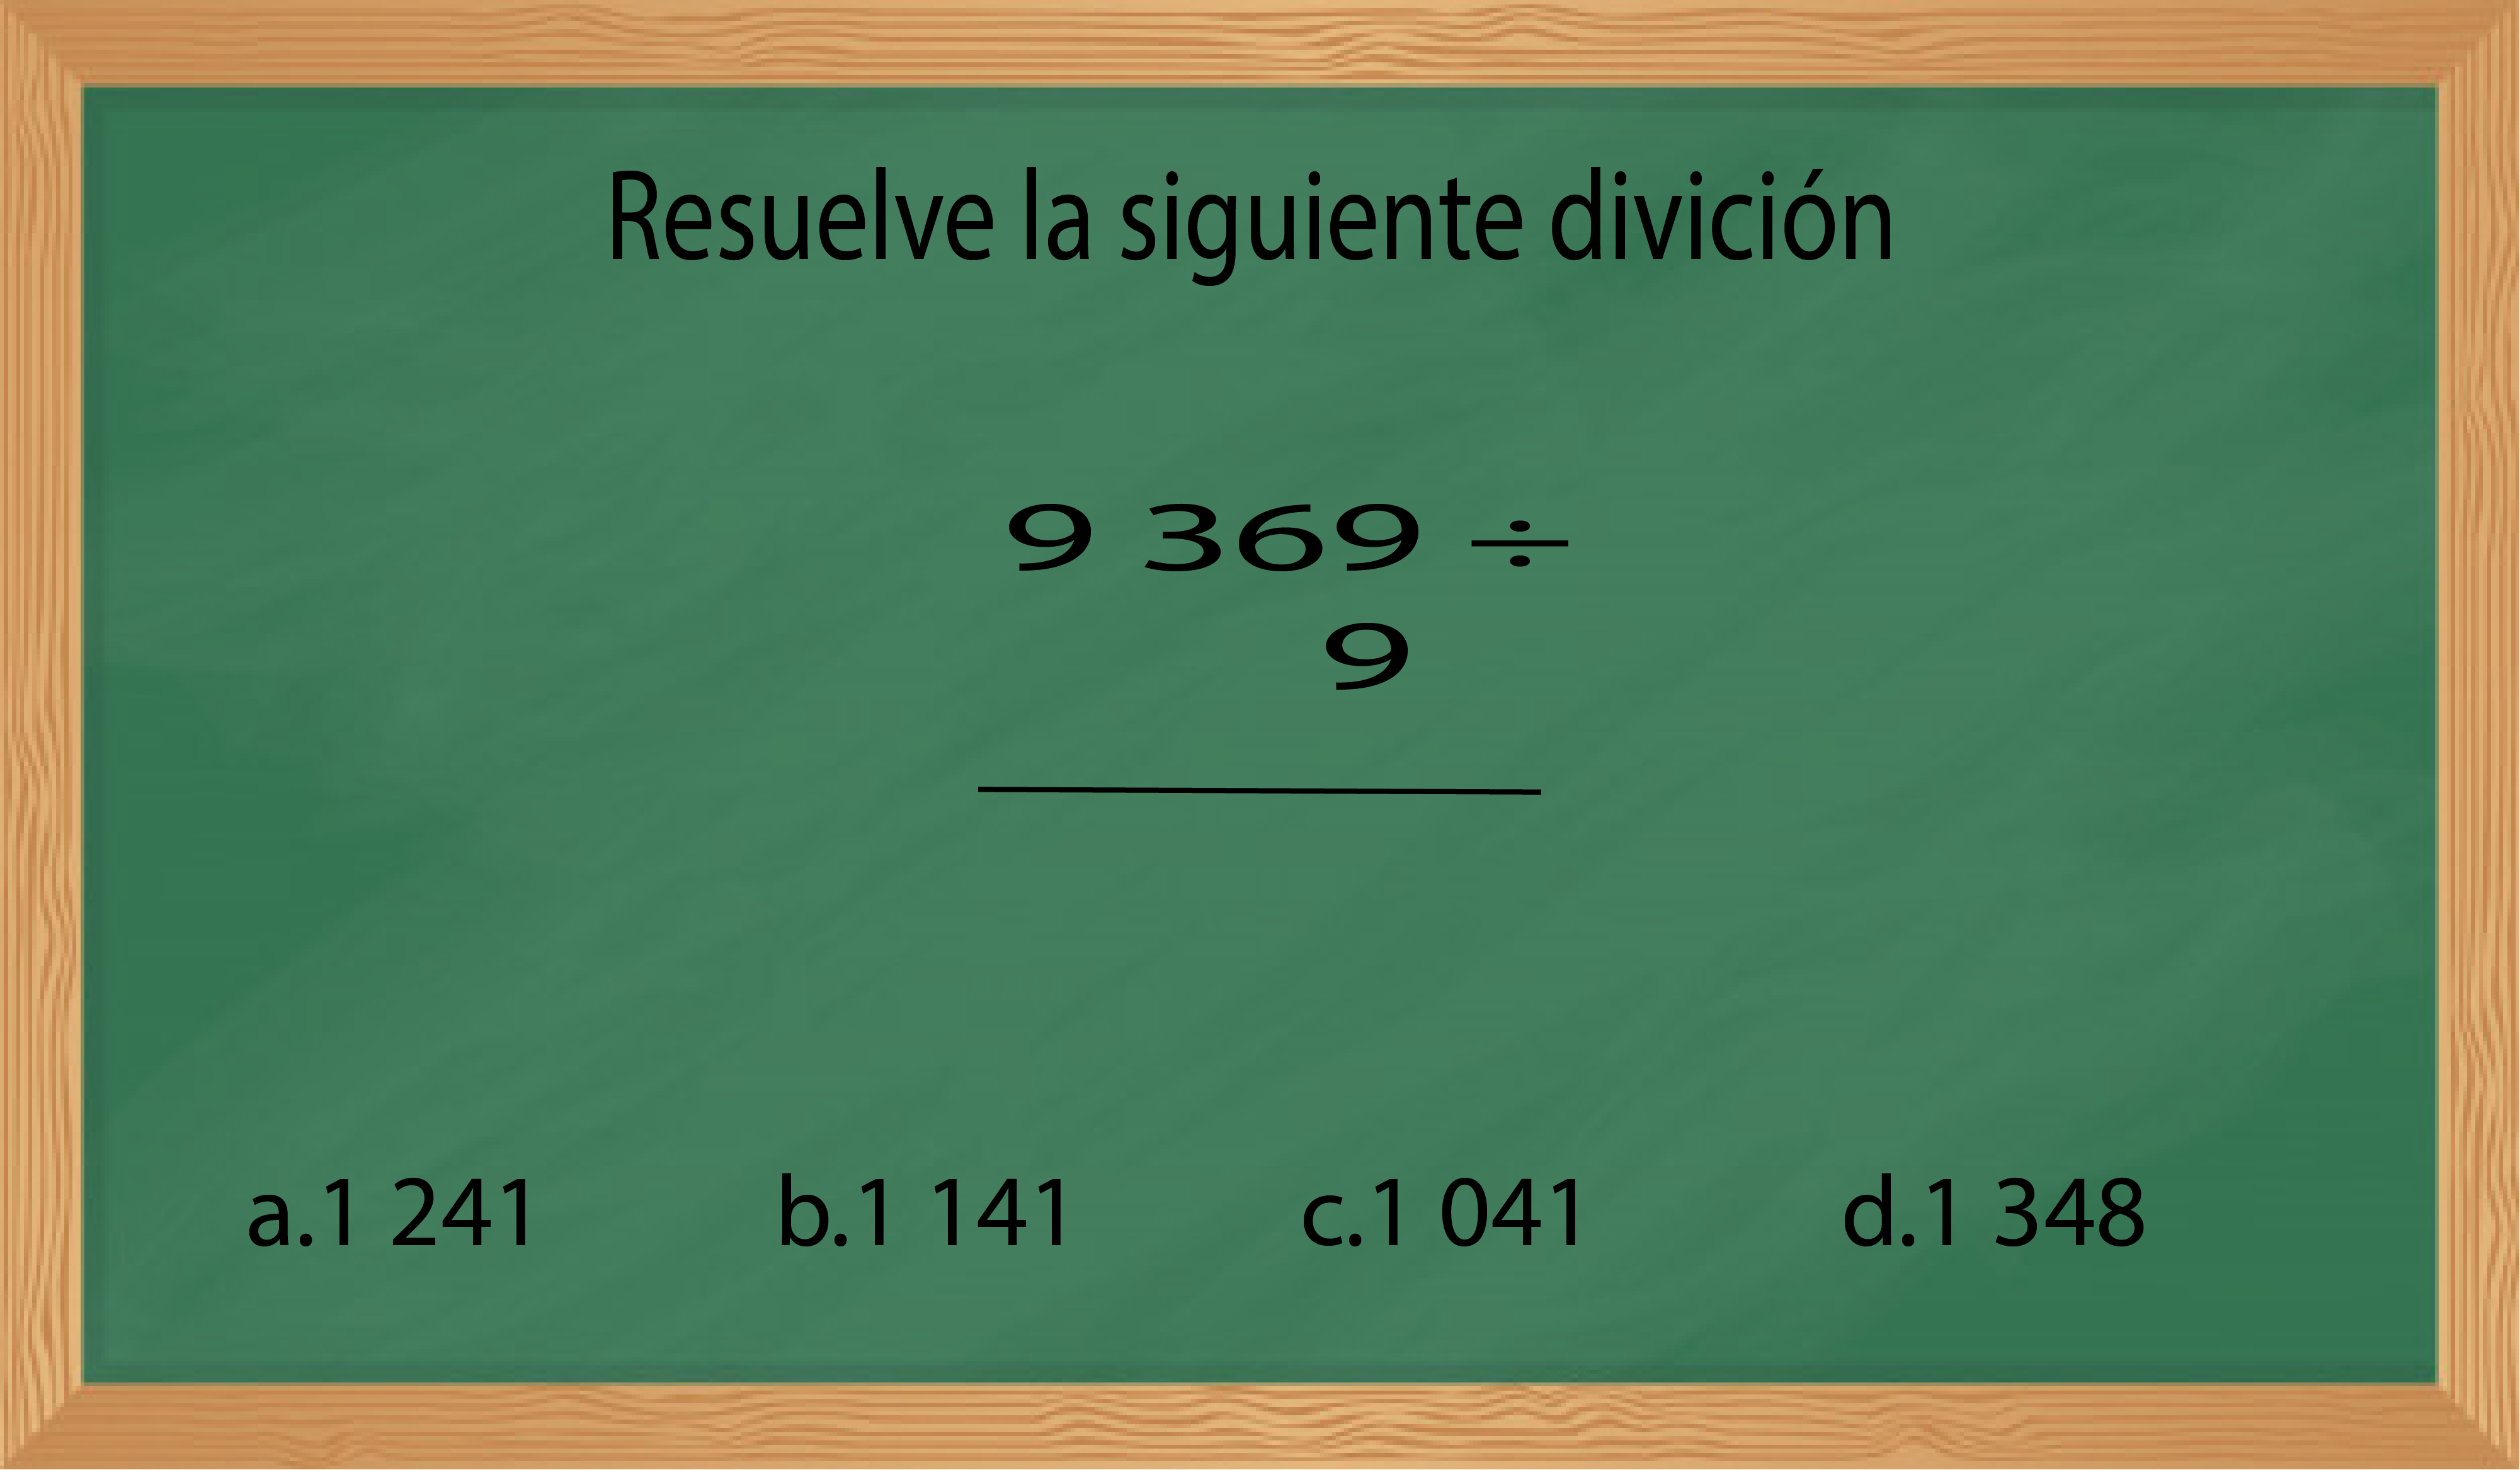 Resuelve la siguiente divición
9 369 ÷
9
a.1 241 b.1 141 c.1 041 d.1 348